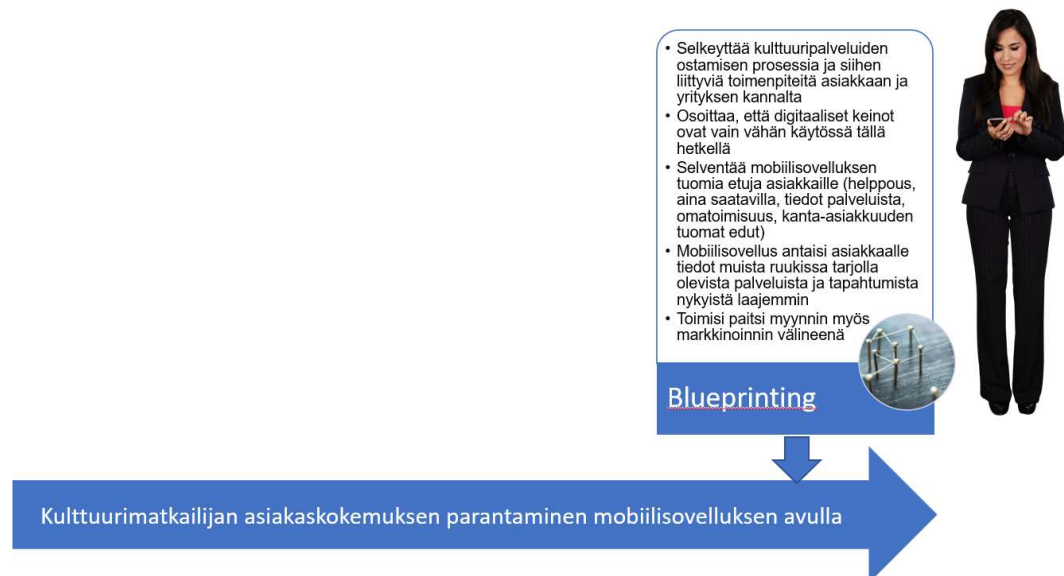 • Selkeyttää kulttuuripalveluiden
ostamisen prosessia ja siihen
liittyviä toimenpiteitä asiakkaan ja
yrityksen kannalta
• Osoittaa, että digitaaliset keinot
ovat vain vähän käytössä tällä
hetkellä
• Selventää mobiilisovelluksen
tuomia etuja asiakkaille (helppous,
aina saatavilla, tiedot palveluista,
omatoimisuus, kanta-asiakkuuden
tuomat edut)
• Mobiilisovellus antaisi asiakkaalle
tiedot muista ruukissa tarjolla
olevista palveluista ja tapahtumista
nykyistä laajemmin
• Toimisi paitsi myynnin myös
markkinoinnin välineenä
Blueprinting
Kulttuurimatkailijan asiakaskokemuksen parantaminen mobiilisovelluksen avulla